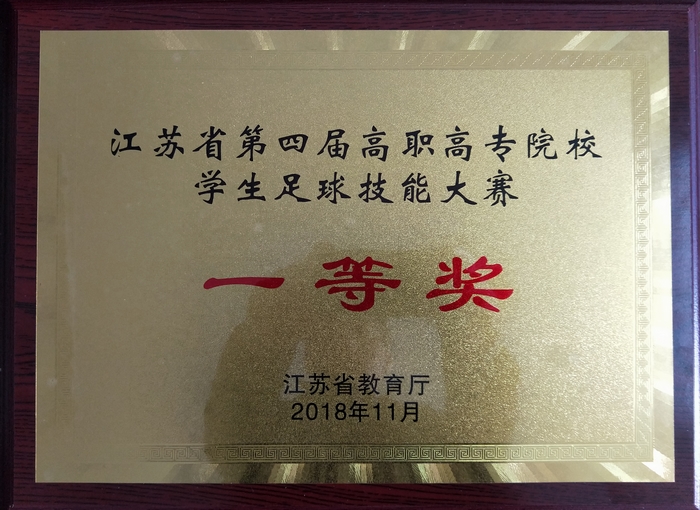 江苏省第四届高职高专院校
学生足球技能大赛
一等奖
江苏省教育厅
2018年11月